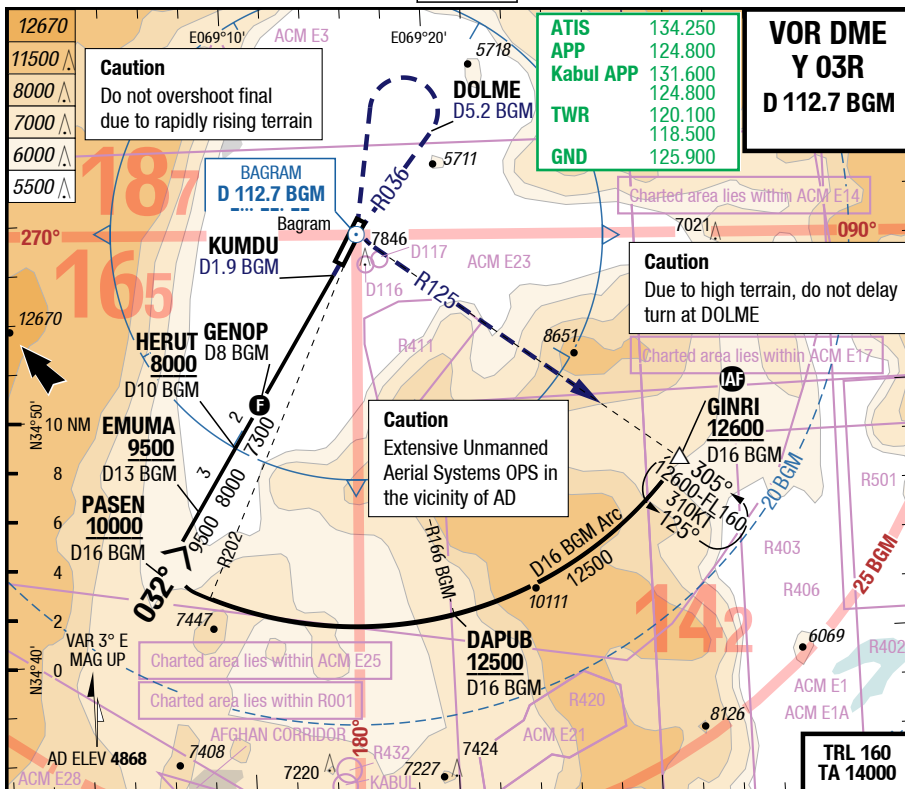 12670
11500
8000
7000
6000
5500
Caution
Do not overshoot final
due to rapidly rising terrain
E069°10'
ACM E3
E069°20'
5718
DOLME
D5.2 BGM
5711
ATIS 134.250
APP 124.800
Kabul APP 131.600
124.800
TWR 120.100
118.500
GND 125.900
VOR DME
Y 03R
D 112.7 BGM
187
BAGRAM
D 112.7 BGM
R036
Charted area lies within ACM E14
Bagram
270°
7846
7021
090°
KUMDU
D1.9 BGM
D117
D116
ACM E23
165
R125
Caution
Due to high terrain, do not delay
turn at DOLME
12670
HERUT
8000
D10 BGM
GENOP
D8 BGM
R411
8651
Charted area lies within ACM E17
IAF
F
GINRI
12600
D16 BGM
N34°50'
10 NM
EMUMA
9500
D13 BGM
2
7300
3
8000
9500
Caution
Extensive Unmanned
Aerial Systems OPS in
the vicinity of AD
8
6
4
2
0
305°
12600-FL160
310KT
125°
20 BGM
R501
PASEN
10000
D16 BGM
R202
R166 BGM
D16 BGM Arc
12500
R403
R406
25 BGM
032°
10111
142
7447
DAPUB
12500
D16 BGM
6069
R402
VAR 3° E
MAG UP
N34°40'
Charted area lies within ACM E25
Charted area lies within R001
R420
ACM E1
ACM E1A
8126
AFGHAN CORRIDOR
180°
ACM E21
AD ELEV 4868
7408
R432
7424
7220
7227
KABUL
ACM E28
TRL 160
TA 14000